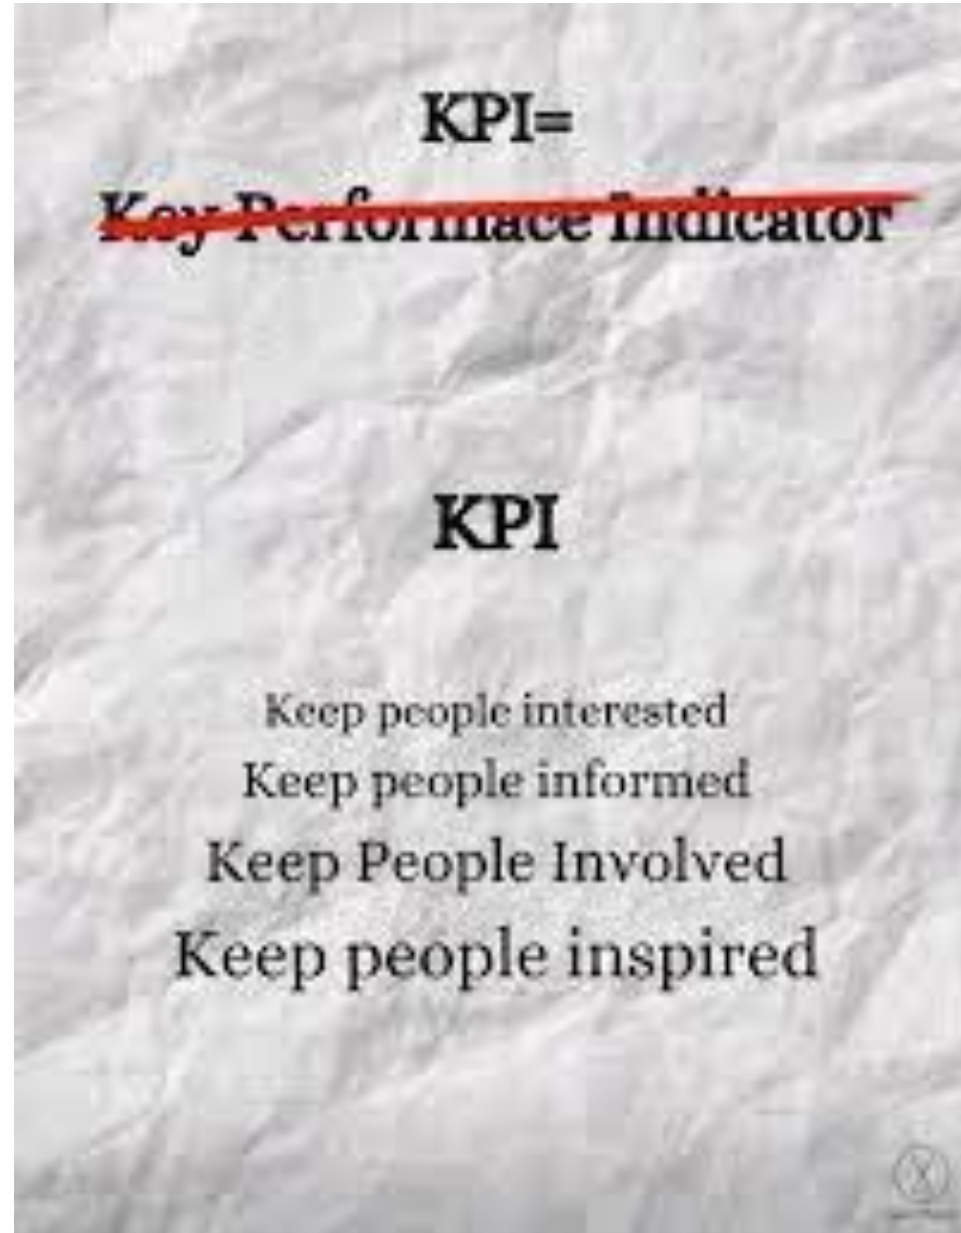 KPI=
Key Performace Indicator
KPI
Keep people interested
Keep people informed
Keep People Involved
Keep people inspired